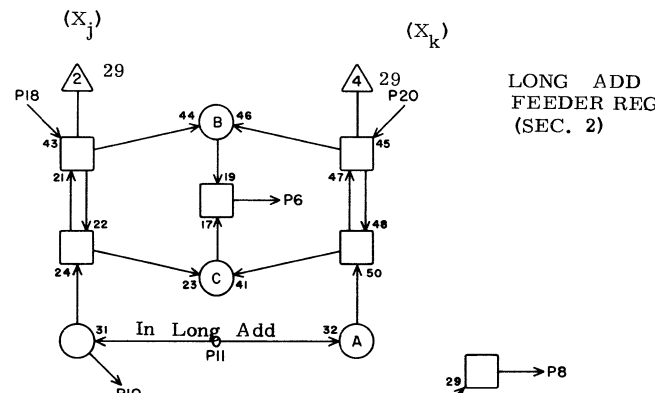 (Xj) (Xk)
2 29 4 29 LONG ADD
P18 P20 FEEDER REG
(SEC. 2)
44 B 46
43 45
21 19 47
P6
22 17 48
24 23 C 41 50
31 In Long Add 32 A
P11
29 P8